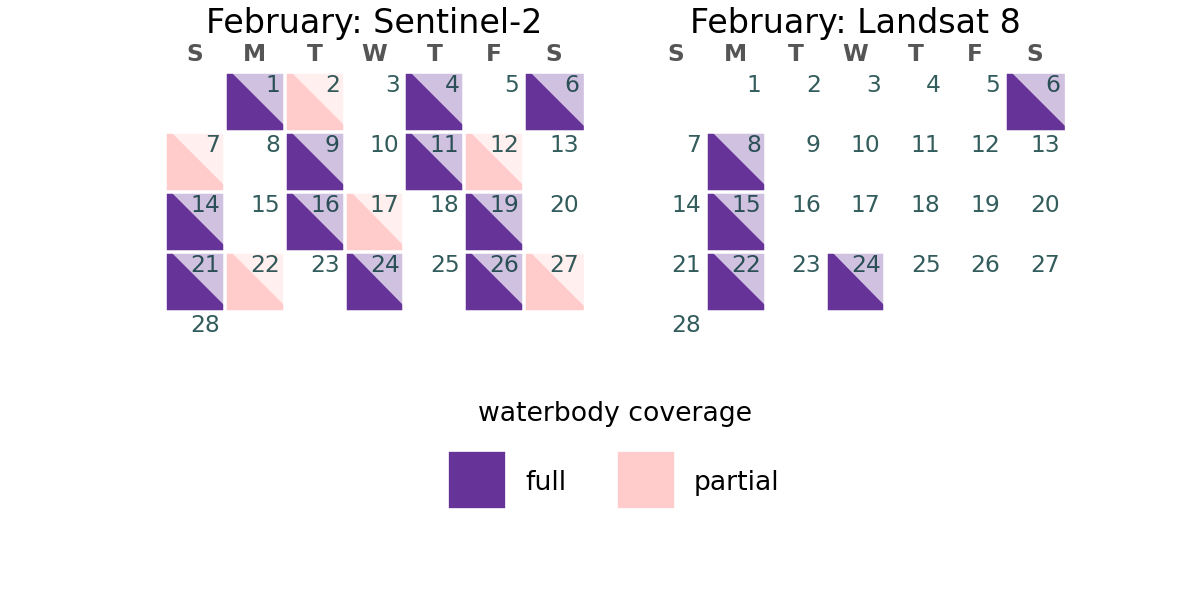 February: Sentinel-2
S M T W T F S
1 2 3 4 5 6
7 8 9 10 11 12 13
14 15 16 17 18 19 20
21 22 23 24 25 26 27
28
February: Landsat 8
S M T W T F S
1 2 3 4 5 6
7 8 9 10 11 12 13
14 15 16 17 18 19 20
21 22 23 24 25 26 27
28
waterbody coverage
full partial